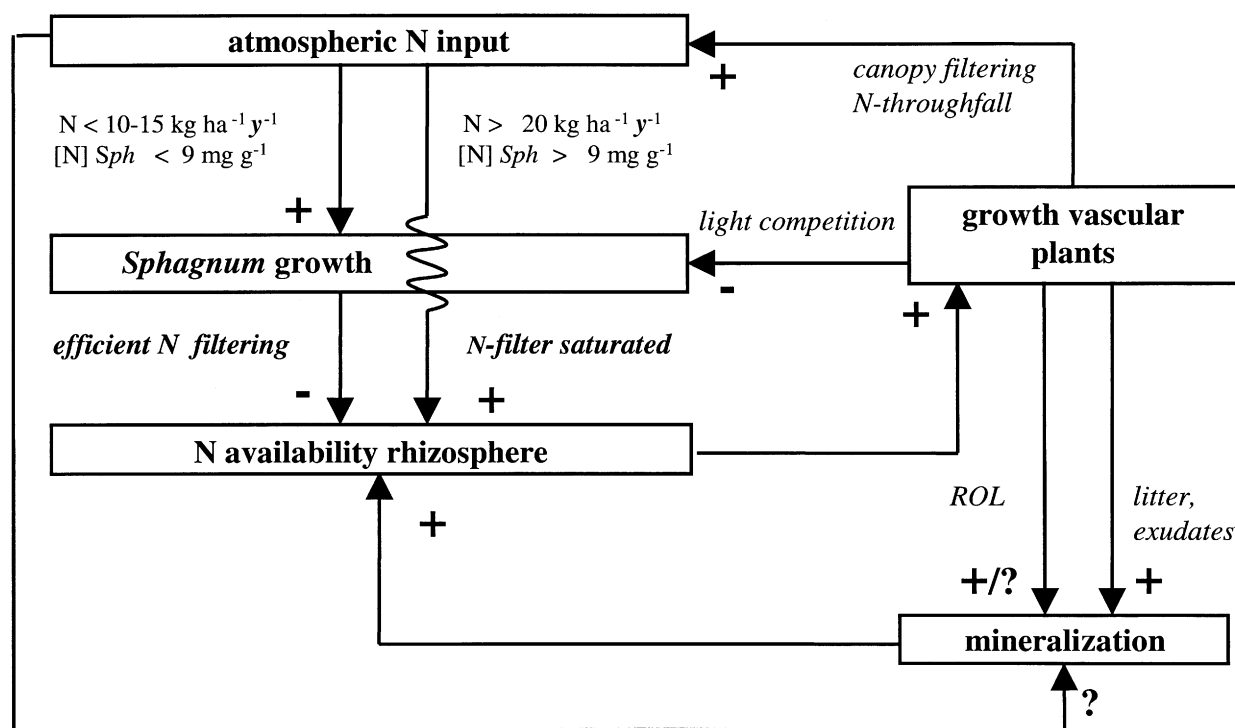 atmospheric N input
+
canopy filtering
N-throughfall
N < 10-15 kg ha⁻¹ y⁻¹
[N] Sph < 9 mg g⁻¹
N > 20 kg ha⁻¹ y⁻¹
[N] Sph > 9 mg g⁻¹
+
light competition
growth vascular
plants
Sphagnum growth
-
+
efficient N filtering
N-filter saturated
-
+
N availability rhizosphere
+
ROL
litter,
exudates
+/?
+
mineralization
?